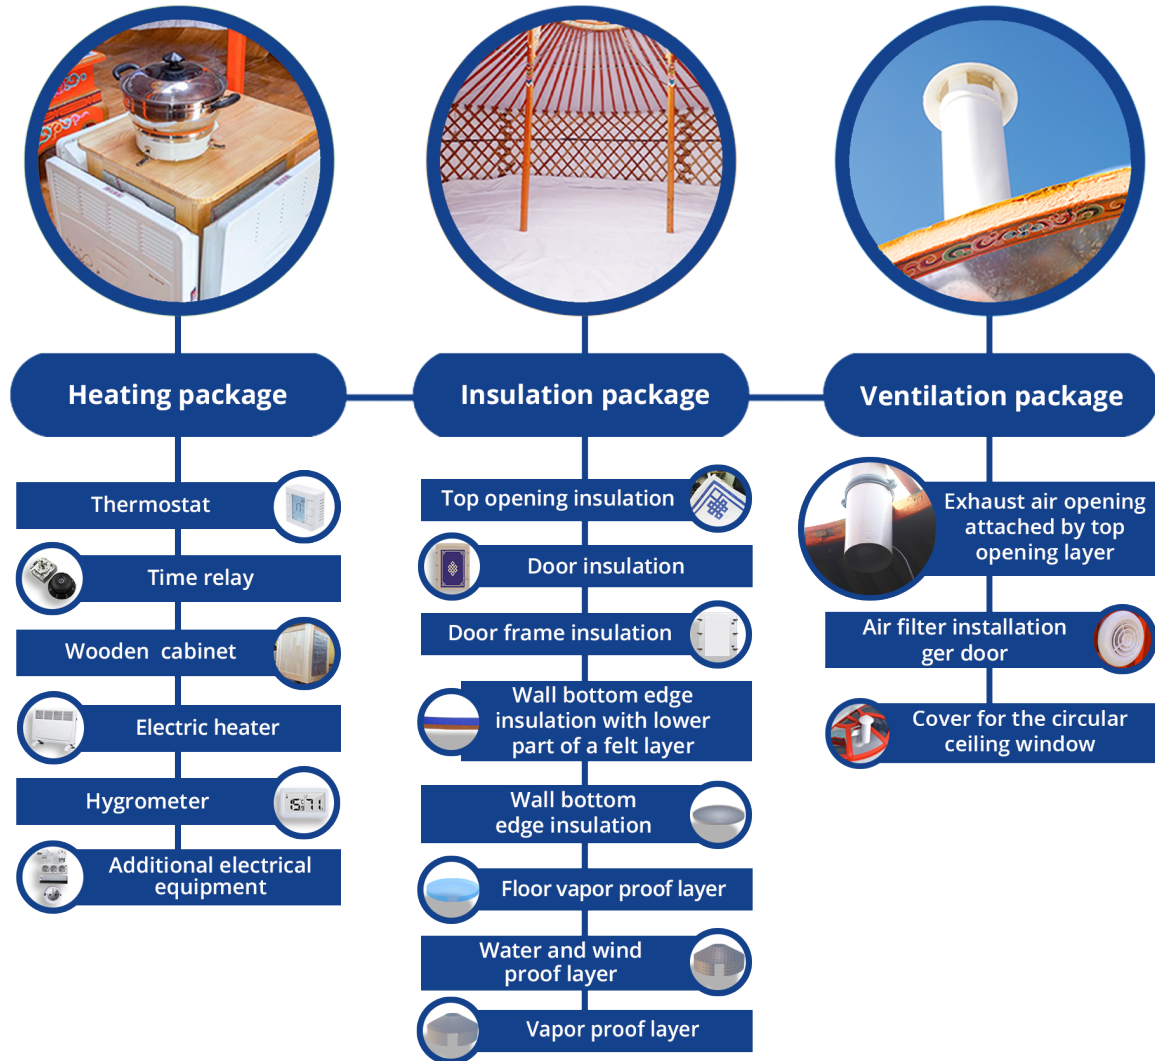 Heating package
Thermostat
Time relay
Wooden cabinet
Electric heater
Hygrometer
Additional electrical
equipment
Insulation package
Top opening insulation
Door insulation
Door frame insulation
Wall bottom edge
insulation with lower
part of a felt layer
Wall bottom
edge insulation
Floor vapor proof layer
Water and wind
proof layer
Vapor proof layer
Ventilation package
Exhaust air opening
attached by top
opening layer
Air filter installation
ger door
Cover for the circular
ceiling window